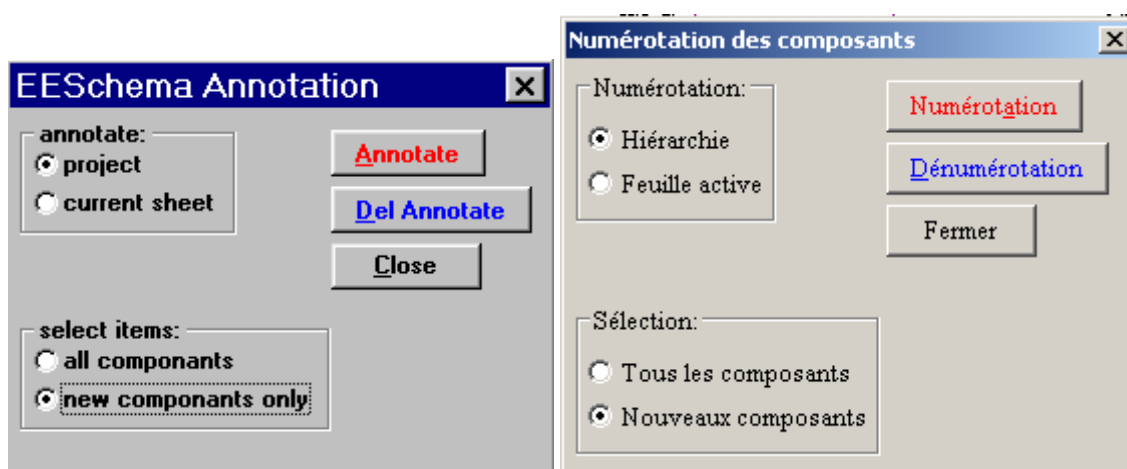 EESchema Annotation
annotate:
project
current sheet
Annotate
Del Annotate
Close
select items:
all componants
new componants only
Numérotation des composants
Numérotation:
Hiérarchie
Feuille active
Numérotation
Dénumérotation
Fermer
Sélection:
Tous les composants
Nouveaux composants